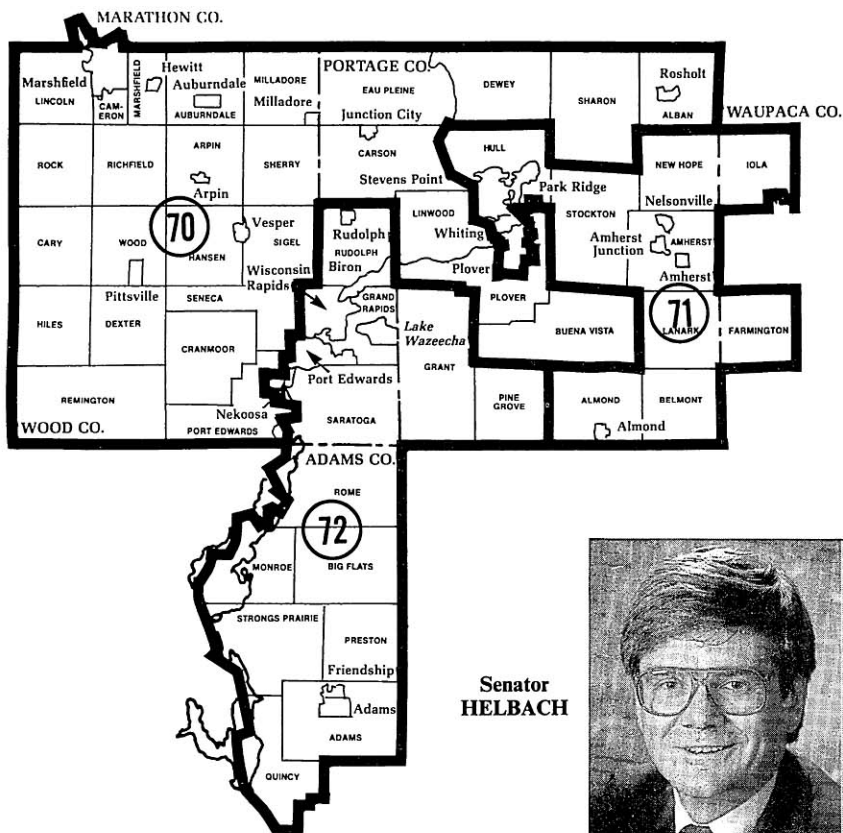 MARATHON CO.
Marshfield
LINCOLN
CAM-
ERON
MARSHFIELD
Hewitt
Auburndale
AUBURNDALE
MILLADORE
Milladore
PORTAGE CO.
EAU PLEINE
Junction City
DEWEY
SHARON
Rosholt
ALBAN
WAUPACA CO.
ROCK
RICHFIELD
ARPIN
Arpin
SHERRY
CARSON
Stevens Point
HULL
Park Ridge
NEW HOPE
IOLA
Nelsonville
CARY
WOOD
70
HANSEN
Vesper
SIGEL
Rudolph
RUDOLPH
Biron
LINWOOD
Whiting
Plover
STOCKTON
Amherst
Junction
AMHERST
Amherst
Wisconsin
Rapids
Pittsville
SENECA
GRAND
RAPIDS
PLOVER
71
HILES
DEXTER
CRANMOOR
Lake
Wazeecha
BUENA VISTA
LANARK
FARMINGTON
Port Edwards
GRANT
REMINGTON
Nekoosa
SARATOGA
PINE
GROVE
ALMOND
Almond
BELMONT
WOOD CO.
PORT EDWARDS
ADAMS CO.
ROME
72
MONROE
BIG FLATS
STRONGS PRAIRIE
PRESTON
Friendship
Adams
ADAMS
QUINCY
Senator
HELBACH